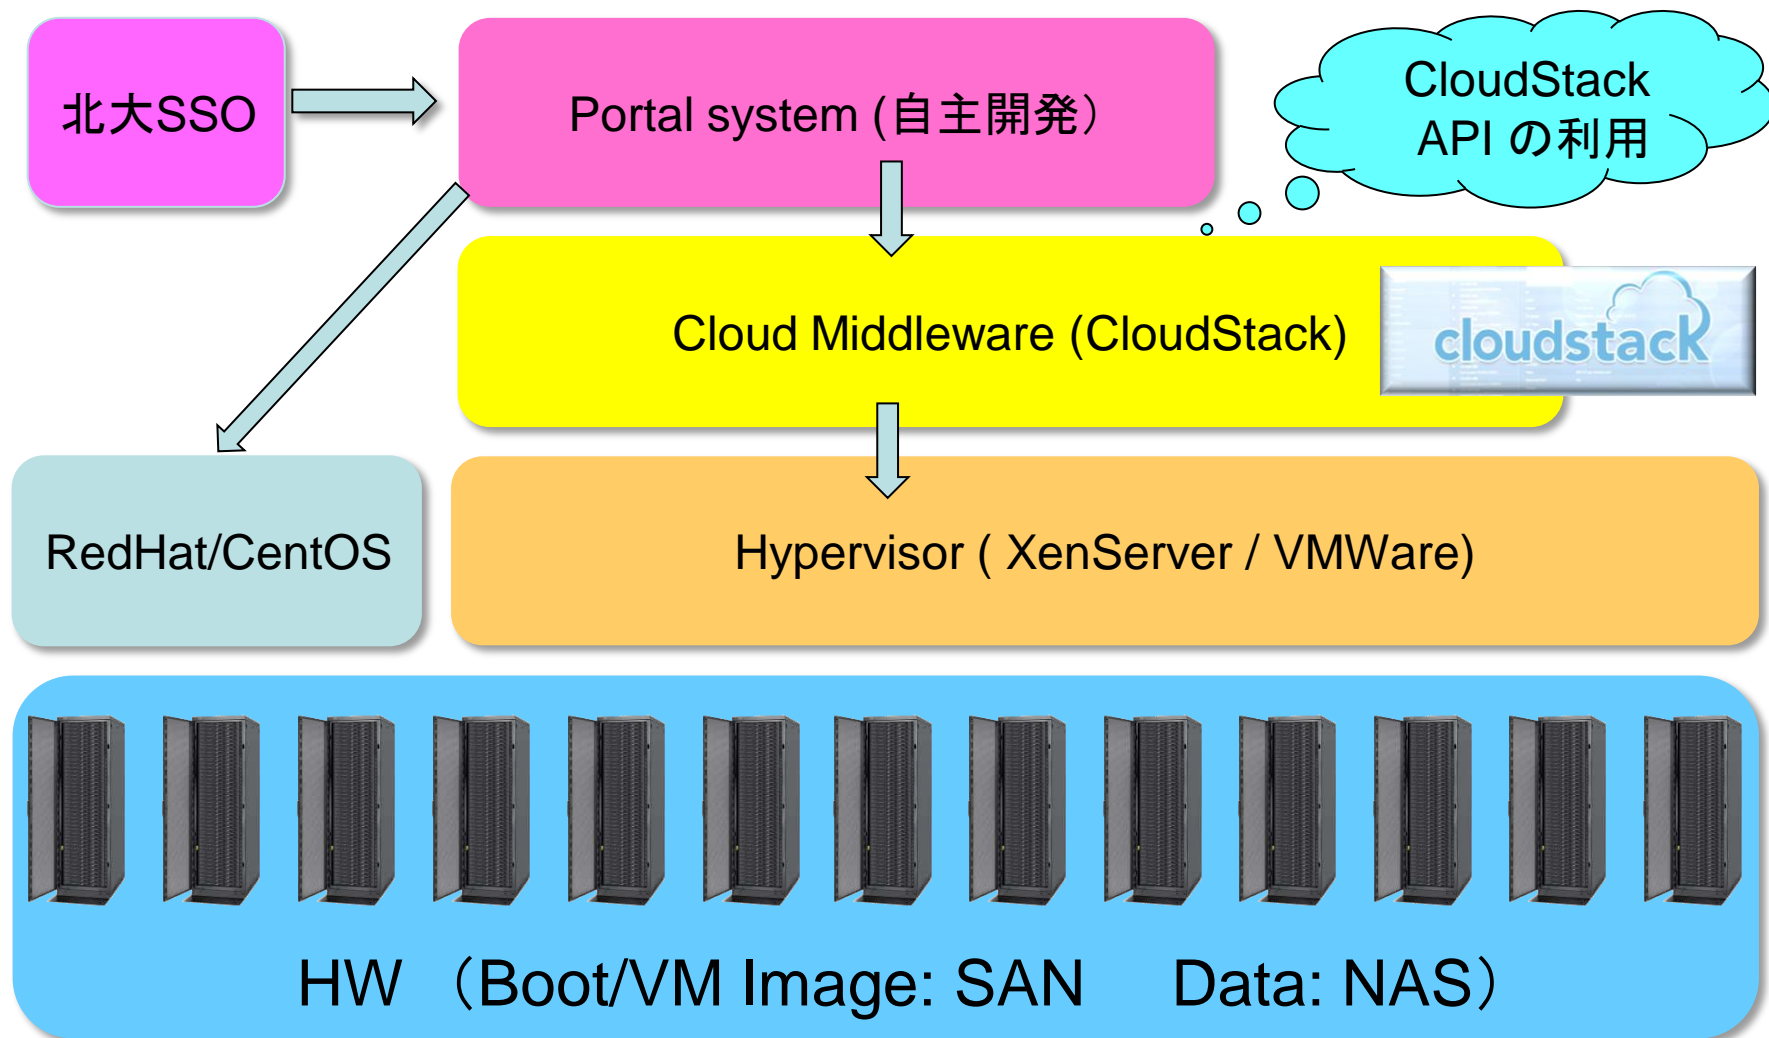 北大SSO
Portal system (自主開発）
CloudStack
API の利用
Cloud Middleware (CloudStack)
cloudstack
RedHat/CentOS
Hypervisor ( XenServer / VMWare)
HW （Boot/VM Image: SAN　Data: NAS）